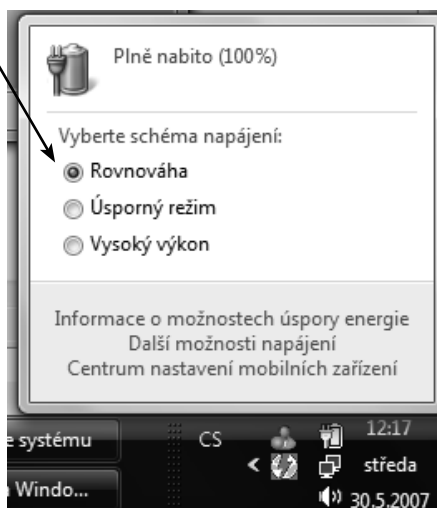 Plně nabito (100%)
Vyberte schéma napájení:
Rovnováha
Úsporný režim
Vysoký výkon
Informace o možnostech úspory energie
Další možnosti napájení
Centrum nastavení mobilních zařízení
e systému
CS
12:17
< středa
Windo...
30.5.2007